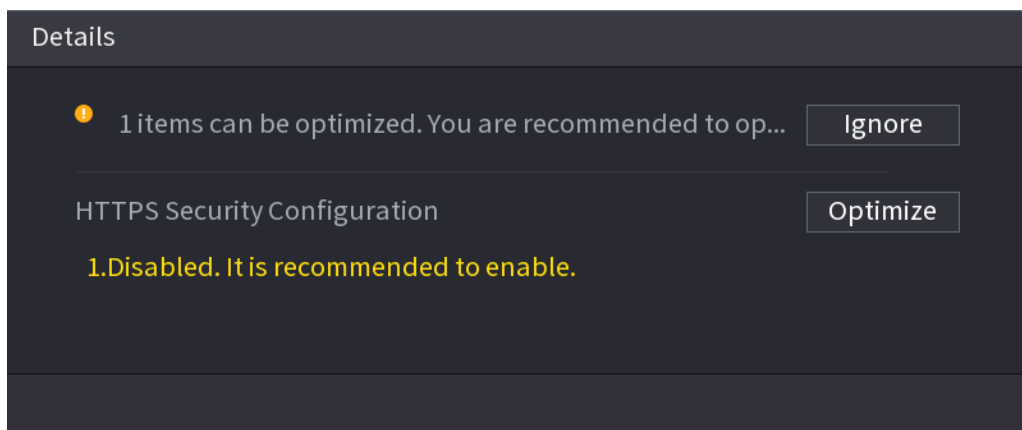 Details
1 items can be optimized. You are recommended to op... Ignore
HTTPS Security Configuration Optimize
1.Disabled. It is recommended to enable.